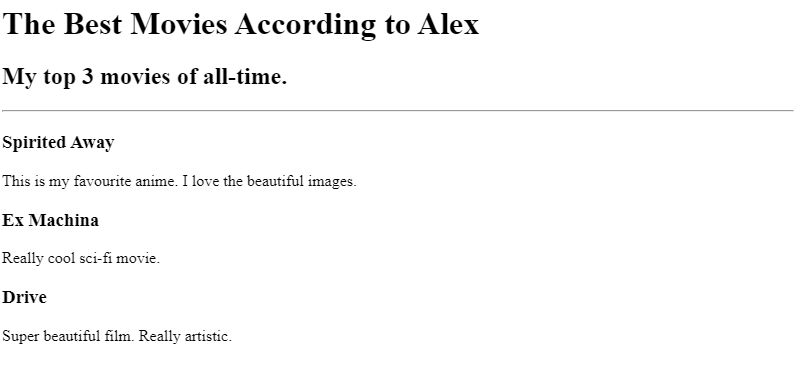 The Best Movies According to Alex
My top 3 movies of all-time.
Spirited Away
This is my favourite anime. I love the beautiful images.
Ex Machina
Really cool sci-fi movie.
Drive
Super beautiful film. Really artistic.